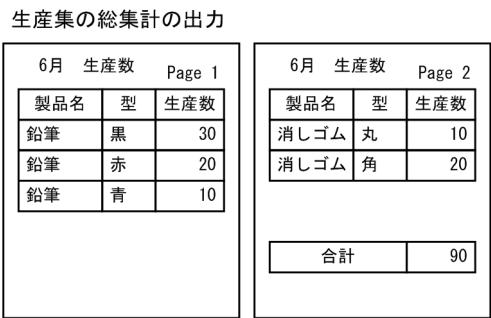 生産集の総集計の出力
6月 生産数 Page 1
製品名 型 生産数
鉛筆 黒 30
鉛筆 赤 20
鉛筆 青 10
6月 生産数 Page 2
製品名 型 生産数
消しゴム 丸 10
消しゴム 角 20
合計 90